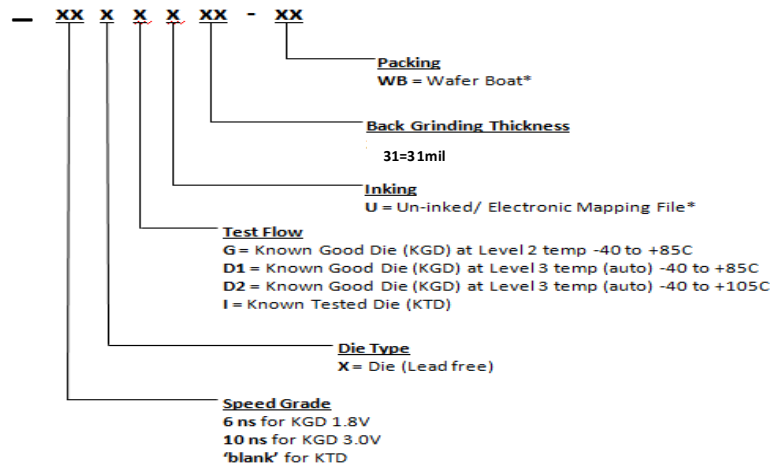 _ XX X X X XX - XX
Packing
WB = Wafer Boat*
Back Grinding Thickness
31=31mil
Inking
U = Un-inked/ Electronic Mapping File*
Test Flow
G = Known Good Die (KGD) at Level 2 temp -40 to +85C
D1 = Known Good Die (KGD) at Level 3 temp (auto) -40 to +85C
D2 = Known Good Die (KGD) at Level 3 temp (auto) -40 to +105C
I = Known Tested Die (KTD)
Die Type
X = Die (Lead free)
Speed Grade
6 ns for KGD 1.8V
10 ns for KGD 3.0V
‘blank’ for KTD